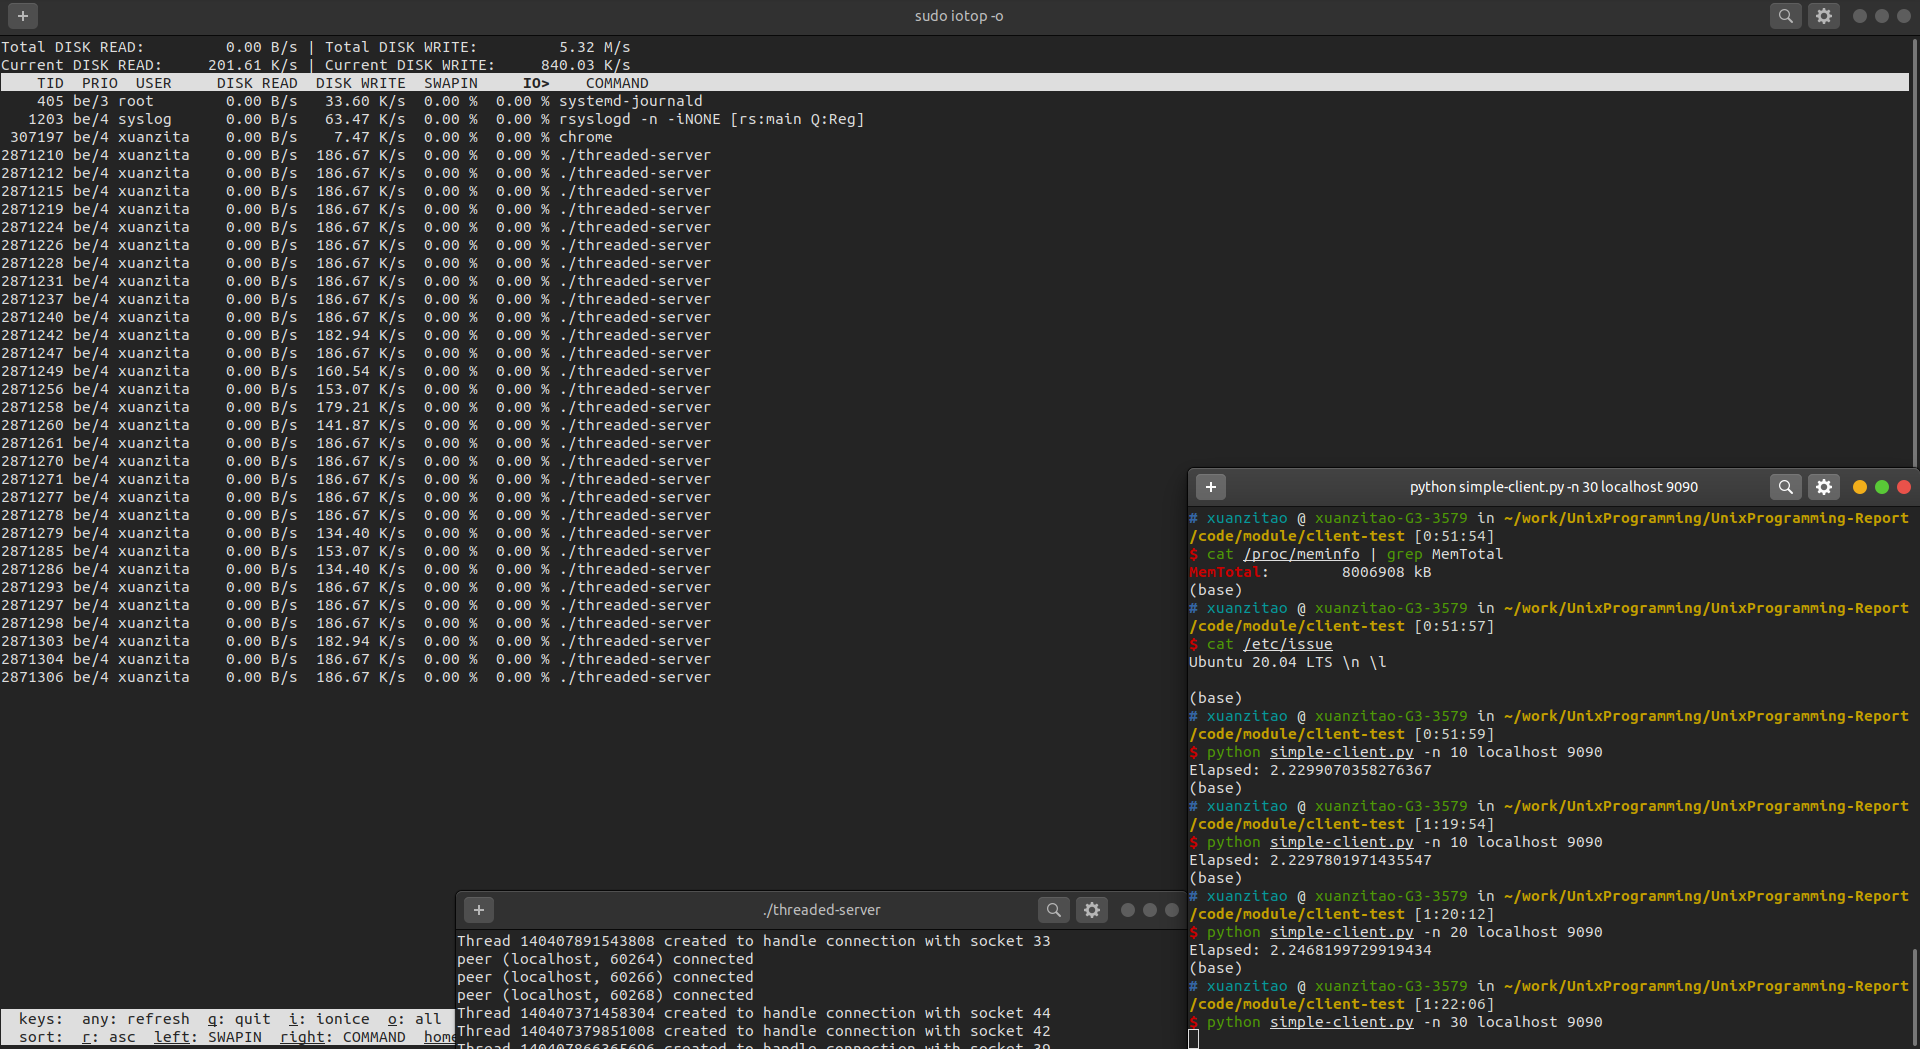 sudo iotop -o
Total DISK READ:         0.00 B/s | Total DISK WRITE:         5.32 M/s
Current DISK READ:     201.61 K/s | Current DISK WRITE:     840.03 K/s
    TID  PRIO  USER     DISK READ  DISK WRITE  SWAPIN     IO>    COMMAND
    405 be/3 root        0.00 B/s   33.60 K/s  0.00 %  0.00 % systemd-journald
   1203 be/4 syslog      0.00 B/s   63.47 K/s  0.00 %  0.00 % rsyslogd -n -iNONE [rs:main Q:Reg]
 307197 be/4 xuanzita    0.00 B/s    7.47 K/s  0.00 %  0.00 % chrome
2871210 be/4 xuanzita    0.00 B/s  186.67 K/s  0.00 %  0.00 % ./threaded-server
2871212 be/4 xuanzita    0.00 B/s  186.67 K/s  0.00 %  0.00 % ./threaded-server
2871215 be/4 xuanzita    0.00 B/s  186.67 K/s  0.00 %  0.00 % ./threaded-server
2871219 be/4 xuanzita    0.00 B/s  186.67 K/s  0.00 %  0.00 % ./threaded-server
2871224 be/4 xuanzita    0.00 B/s  186.67 K/s  0.00 %  0.00 % ./threaded-server
2871226 be/4 xuanzita    0.00 B/s  186.67 K/s  0.00 %  0.00 % ./threaded-server
2871228 be/4 xuanzita    0.00 B/s  186.67 K/s  0.00 %  0.00 % ./threaded-server
2871231 be/4 xuanzita    0.00 B/s  186.67 K/s  0.00 %  0.00 % ./threaded-server
2871237 be/4 xuanzita    0.00 B/s  186.67 K/s  0.00 %  0.00 % ./threaded-server
2871240 be/4 xuanzita    0.00 B/s  186.67 K/s  0.00 %  0.00 % ./threaded-server
2871242 be/4 xuanzita    0.00 B/s  182.94 K/s  0.00 %  0.00 % ./threaded-server
2871247 be/4 xuanzita    0.00 B/s  186.67 K/s  0.00 %  0.00 % ./threaded-server
2871249 be/4 xuanzita    0.00 B/s  160.54 K/s  0.00 %  0.00 % ./threaded-server
2871256 be/4 xuanzita    0.00 B/s  153.07 K/s  0.00 %  0.00 % ./threaded-server
2871258 be/4 xuanzita    0.00 B/s  179.21 K/s  0.00 %  0.00 % ./threaded-server
2871260 be/4 xuanzita    0.00 B/s  141.87 K/s  0.00 %  0.00 % ./threaded-server
2871261 be/4 xuanzita    0.00 B/s  186.67 K/s  0.00 %  0.00 % ./threaded-server
2871270 be/4 xuanzita    0.00 B/s  186.67 K/s  0.00 %  0.00 % ./threaded-server
2871271 be/4 xuanzita    0.00 B/s  186.67 K/s  0.00 %  0.00 % ./threaded-server
2871277 be/4 xuanzita    0.00 B/s  186.67 K/s  0.00 %  0.00 % ./threaded-server
2871278 be/4 xuanzita    0.00 B/s  186.67 K/s  0.00 %  0.00 % ./threaded-server
2871279 be/4 xuanzita    0.00 B/s  134.40 K/s  0.00 %  0.00 % ./threaded-server
2871285 be/4 xuanzita    0.00 B/s  153.07 K/s  0.00 %  0.00 % ./threaded-server
2871286 be/4 xuanzita    0.00 B/s  134.40 K/s  0.00 %  0.00 % ./threaded-server
2871293 be/4 xuanzita    0.00 B/s  186.67 K/s  0.00 %  0.00 % ./threaded-server
2871297 be/4 xuanzita    0.00 B/s  186.67 K/s  0.00 %  0.00 % ./threaded-server
2871298 be/4 xuanzita    0.00 B/s  186.67 K/s  0.00 %  0.00 % ./threaded-server
2871303 be/4 xuanzita    0.00 B/s  182.94 K/s  0.00 %  0.00 % ./threaded-server
2871304 be/4 xuanzita    0.00 B/s  186.67 K/s  0.00 %  0.00 % ./threaded-server
2871306 be/4 xuanzita    0.00 B/s  186.67 K/s  0.00 %  0.00 % ./threaded-server
  keys:  any: refresh  q: quit  i: ionice  o: all
  sort:  r: asc  left: SWAPIN  right: COMMAND  home
./threaded-server
Thread 140407891543808 created to handle connection with socket 33
peer (localhost, 60264) connected
peer (localhost, 60266) connected
peer (localhost, 60268) connected
Thread 140407371458304 created to handle connection with socket 44
Thread 140407379851008 created to handle connection with socket 42
Thread 140407866365696 created to handle connection with socket 39
python simple-client.py -n 30 localhost 9090
# xuanzitao @ xuanzitao-G3-3579 in ~/work/UnixProgramming/UnixProgramming-Report
/code/module/client-test [0:51:54]
$ cat /proc/meminfo | grep MemTotal
MemTotal:        8006908 kB
(base)
# xuanzitao @ xuanzitao-G3-3579 in ~/work/UnixProgramming/UnixProgramming-Report
/code/module/client-test [0:51:57]
$ cat /etc/issue
Ubuntu 20.04 LTS \n \l
(base)
# xuanzitao @ xuanzitao-G3-3579 in ~/work/UnixProgramming/UnixProgramming-Report
/code/module/client-test [0:51:59]
$ python simple-client.py -n 10 localhost 9090
Elapsed: 2.2299070358276367
(base)
# xuanzitao @ xuanzitao-G3-3579 in ~/work/UnixProgramming/UnixProgramming-Report
/code/module/client-test [1:19:54]
$ python simple-client.py -n 10 localhost 9090
Elapsed: 2.2297801971435547
(base)
# xuanzitao @ xuanzitao-G3-3579 in ~/work/UnixProgramming/UnixProgramming-Report
/code/module/client-test [1:20:12]
$ python simple-client.py -n 20 localhost 9090
Elapsed: 2.2468199729919434
(base)
# xuanzitao @ xuanzitao-G3-3579 in ~/work/UnixProgramming/UnixProgramming-Report
/code/module/client-test [1:22:06]
$ python simple-client.py -n 30 localhost 9090